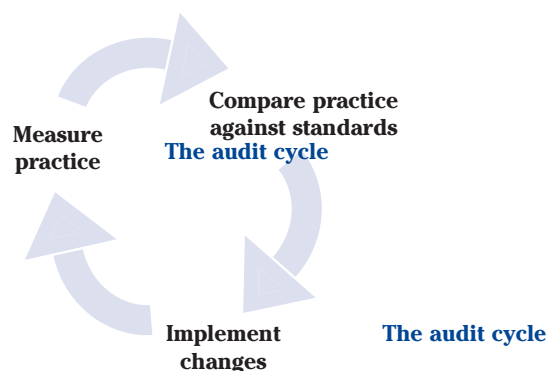 Compare practice
against standards
Measure
practice
The audit cycle
Implement
changes
The audit cycle